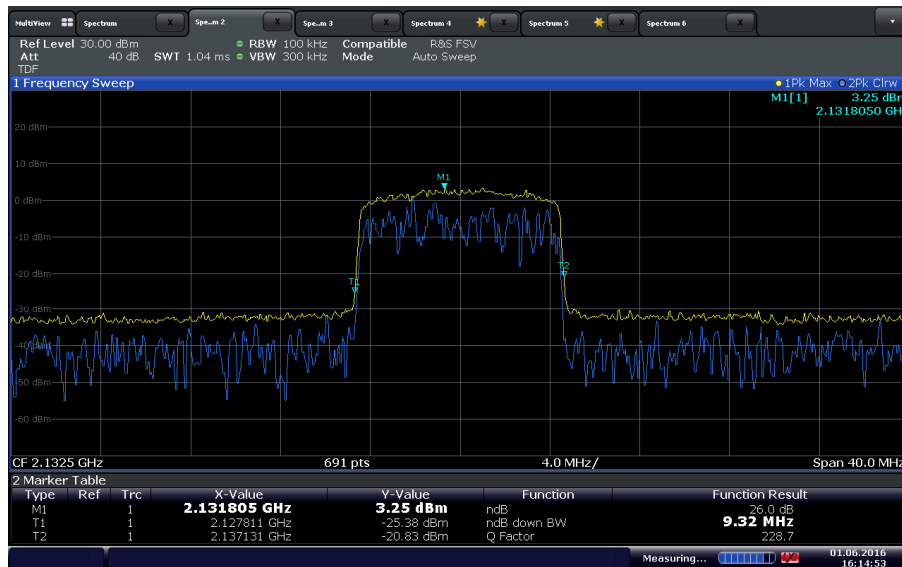 MultiView Spectrum X Spe...m 2 X Spe...m 3 X Spectrum 4 X Spectrum 5 X Spectrum 6 X
Ref Level 30.00 dBm RBW 100 kHz Compatible R&S FSV
Att 40 dB SWT 1.04 ms VBW 300 kHz Mode Auto Sweep
TDF
1 Frequency Sweep 1Pk Max 2Pk Clrw
M1[1] 3.25 dBm
2.1318050 GH
20 dBm
10 dBm
M1
0 dBm
-10 dBm
-20 dBm
T2
T1
-30 dBm
-40 dBm
-50 dBm
-60 dBm
CF 2.1325 GHz 691 pts 4.0 MHz/ Span 40.0 MHz
2 Marker Table
Type Ref Trc X-Value Y-Value Function Function Result
M1 1 2.131805 GHz 3.25 dBm ndB 26.0 dB
T1 1 2.127811 GHz -25.38 dBm ndB down BW 9.32 MHz
T2 1 2.137131 GHz -20.83 dBm Q Factor 228.7
Measuring... 01.06.2016
16:14:53